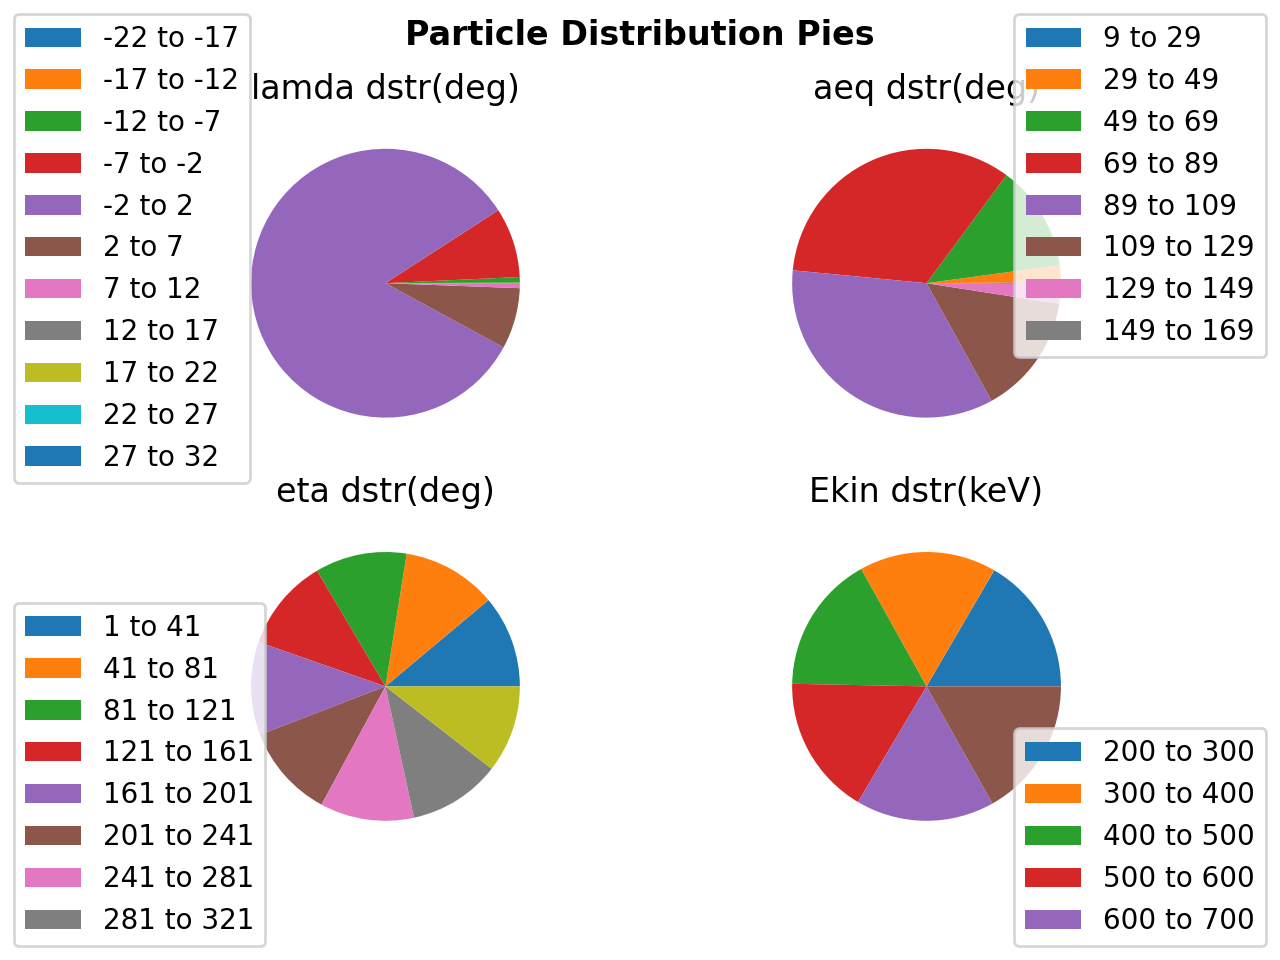 Particle Distribution Pies
lamda dstr(deg)
-22 to -17
-17 to -12
-12 to -7
-7 to -2
-2 to 2
2 to 7
7 to 12
12 to 17
17 to 22
22 to 27
27 to 32
aeq dstr(deg)
9 to 29
29 to 49
49 to 69
69 to 89
89 to 109
109 to 129
129 to 149
149 to 169
eta dstr(deg)
1 to 41
41 to 81
81 to 121
121 to 161
161 to 201
201 to 241
241 to 281
281 to 321
Ekin dstr(keV)
200 to 300
300 to 400
400 to 500
500 to 600
600 to 700